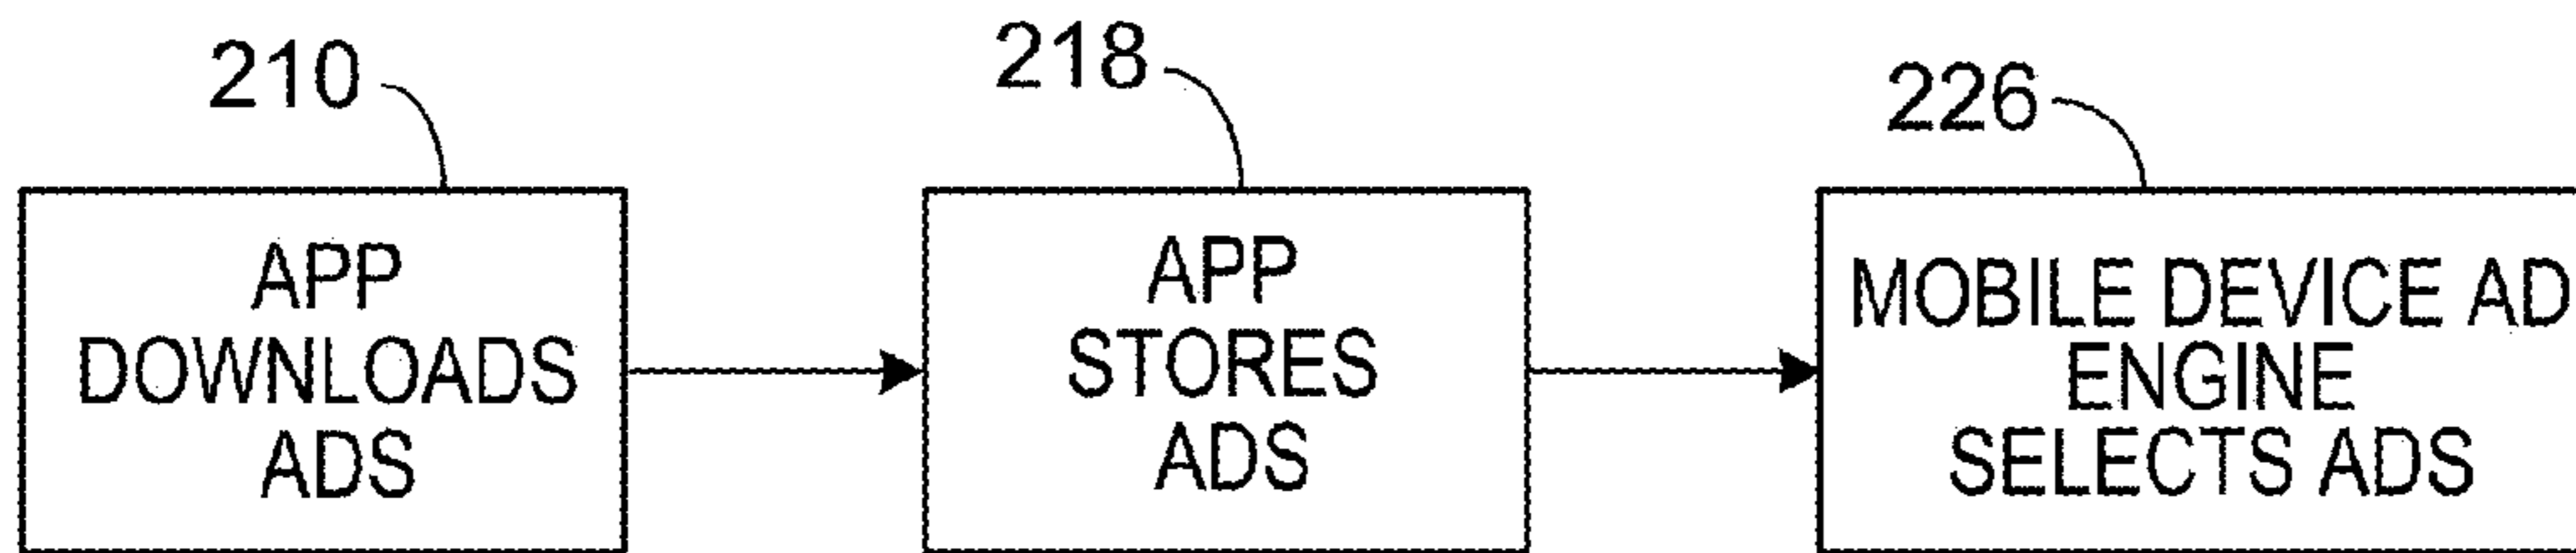 210
218
226
APP
DOWNLOADS
ADS
APP
STORES
ADS
MOBILE DEVICE AD
ENGINE
SELECTS ADS